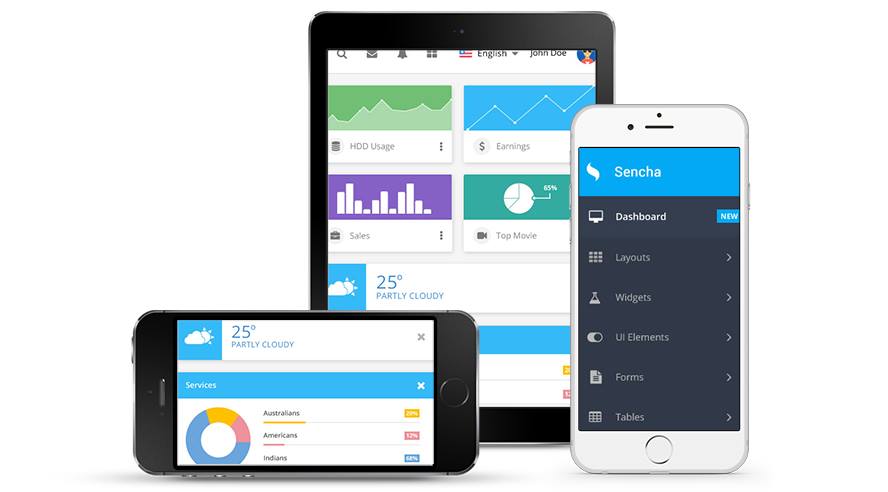 English
John Doe
HDD Usage
$ Earnings
65%
Sales
Top Movie
25°
PARTLY CLOUDY
25°
PARTLY CLOUDY
Services
Australians
Americans 12%
Indians 68%
Sencha
Dashboard NEW
Layouts
Widgets
UI Elements
Forms
Tables